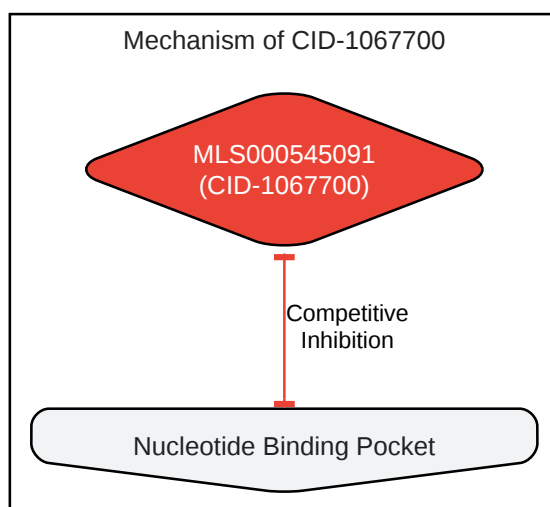 Mechanism of CID-1067700
MLS000545091
(CID-1067700)
Competitive
Inhibition
Nucleotide Binding Pocket